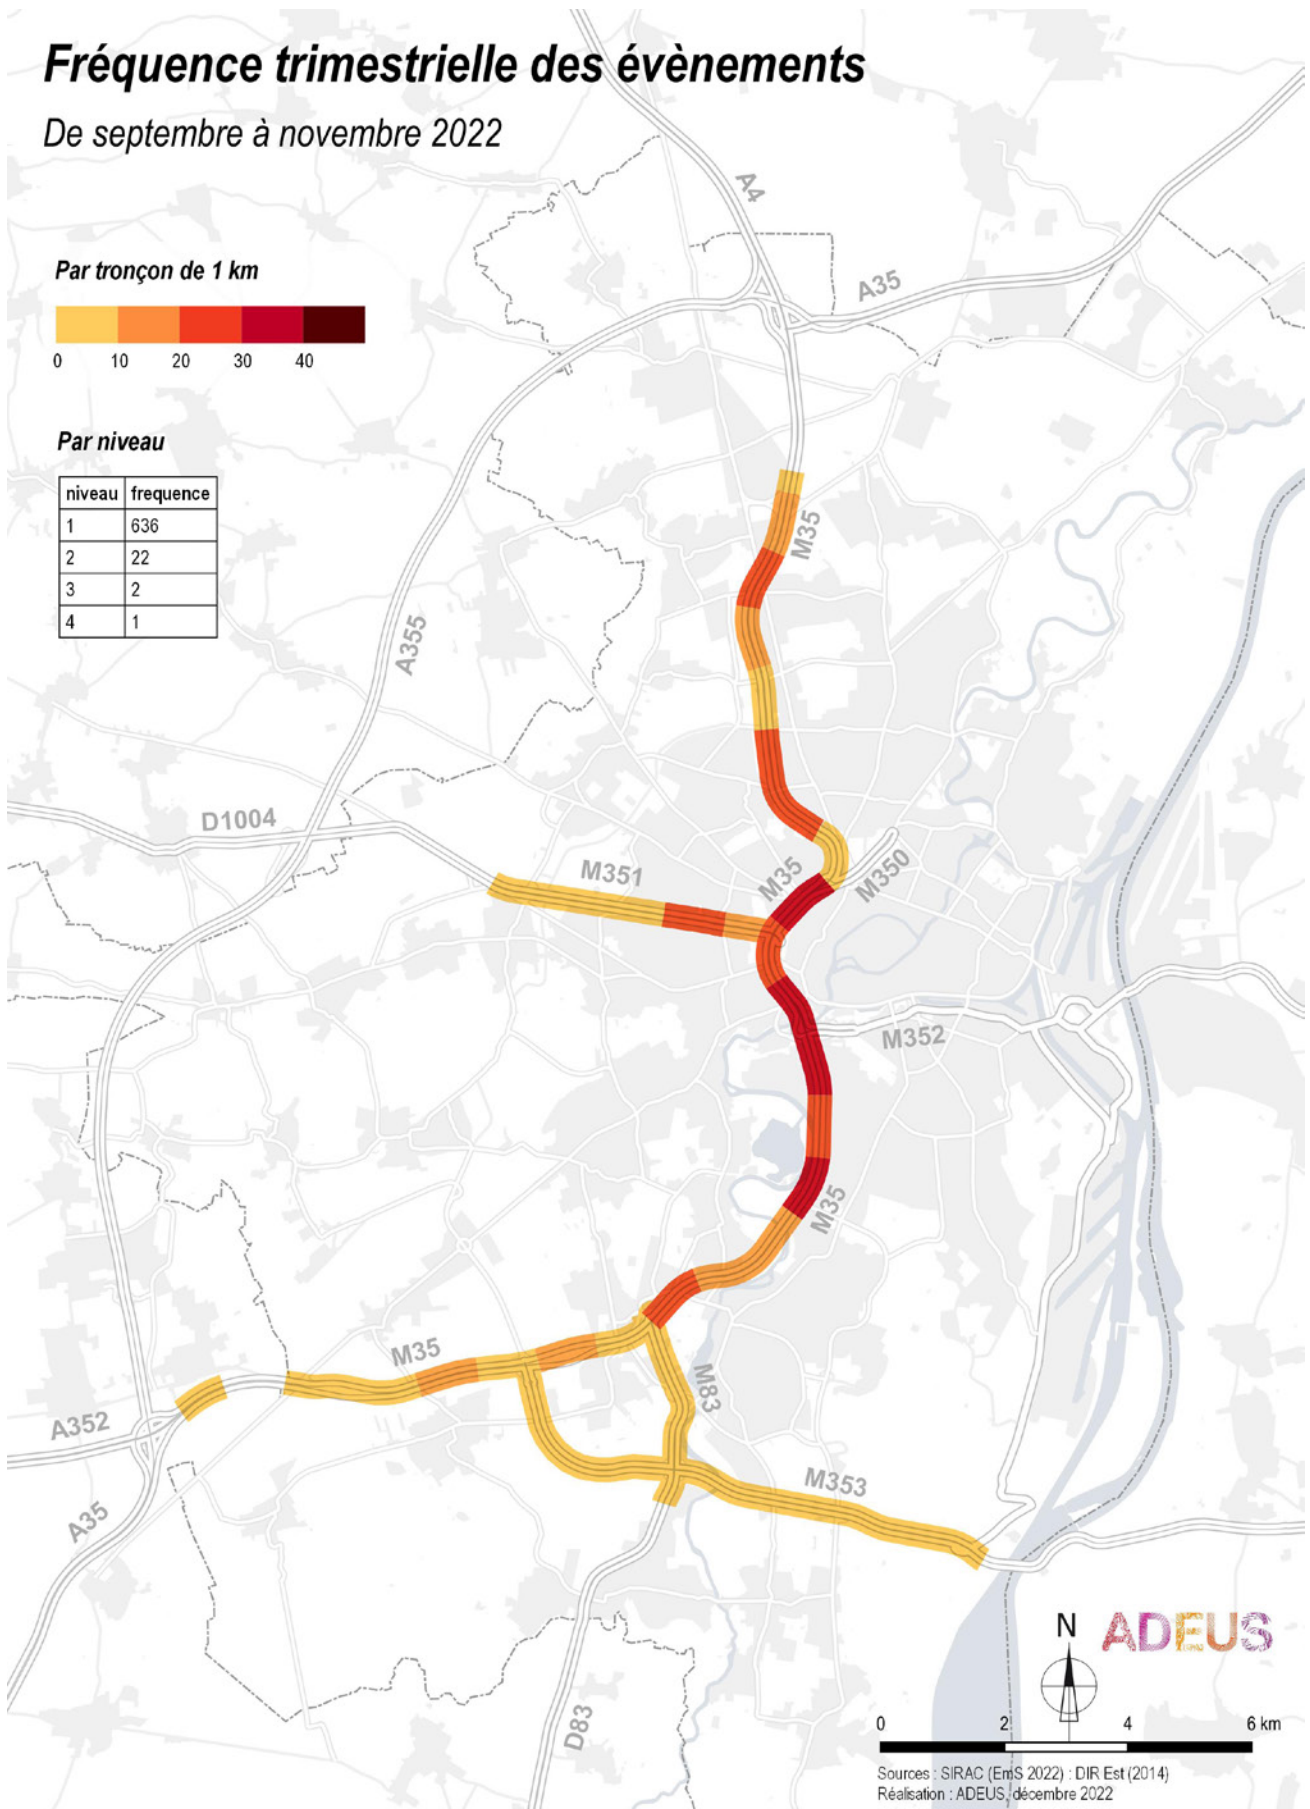 Fréquence trimestrielle des évènements
De septembre à novembre 2022
A4
Par tronçon de 1 km
A35
0 10 20 30 40
Par niveau
niveau frequence
1 636
2 22
3 2
4 1
M35
A355
D1004
M351
M35
M350
M352
M35
M35
M83
A352
M353
A35
N
ADEUS
D83
0 2 4 6 km
Sources : SIRAC (EmS 2022) : DIR Est (2014)
Réalisation : ADEUS, décembre 2022